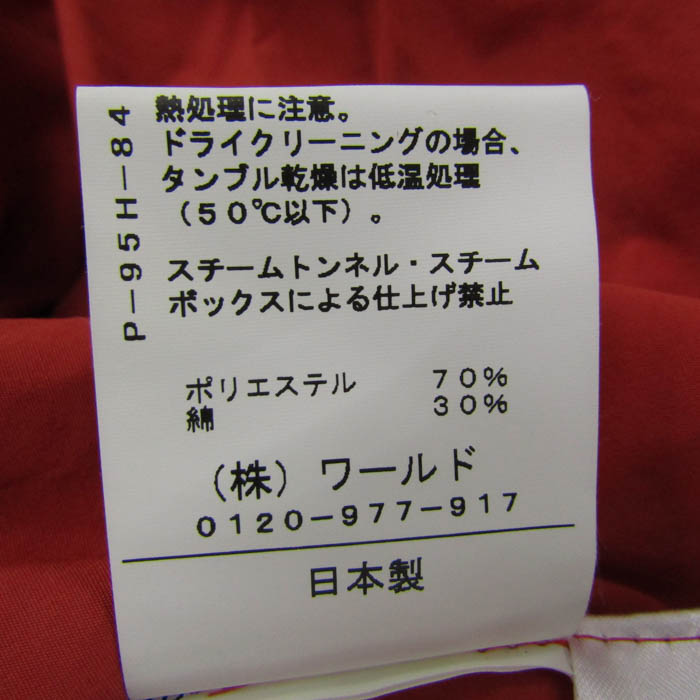 P-95H-84
熱処理に注意。
ドライクリーニングの場合、
タンブル乾燥は低温処理
（５０℃以下）。
スチームトンネル・スチーム
ボックスによる仕上げ禁止
ポリエステル　７０％
綿　３０％
（株）ワールド
0120-977-917
日本製